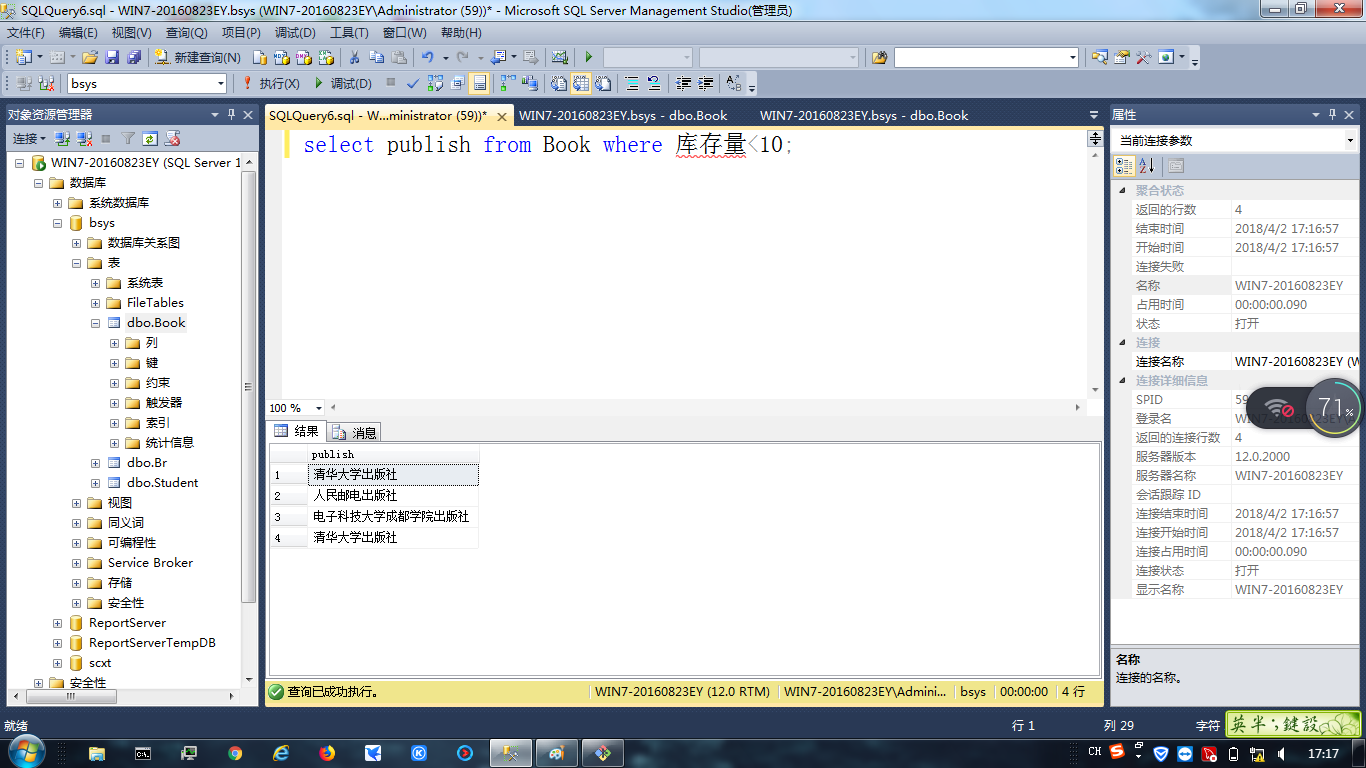 SQLQuery6.sql - WIN7-20160823EY.bsys (WIN7-20160823EY\Administrator (59))* - Microsoft SQL Server Management Studio(管理员)
文件(F) 编辑(E) 视图(V) 查询(Q) 项目(P) 调试(D) 工具(T) 窗口(W) 帮助(H)
新建查询(N)
bsys 执行(X) 调试(D)
对象资源管理器
连接
WIN7-20160823EY (SQL Server 1
数据库
系统数据库
bsys
数据库关系图
表
系统表
FileTables
dbo.Book
列
键
约束
触发器
索引
统计信息
dbo.Br
dbo.Student
视图
同义词
可编程性
Service Broker
存储
安全性
ReportServer
ReportServerTempDB
scxt
安全性
SQLQuery6.sql - W...ministrator (59))* WIN7-20160823EY.bsys - dbo.Book WIN7-20160823EY.bsys - dbo.Book
select publish from Book where 库存量<10;
100 %
结果 消息
publish
1 清华大学出版社
2 人民邮电出版社
3 电子科技大学成都学院出版社
4 清华大学出版社
查询已成功执行。 WIN7-20160823EY (12.0 RTM) WIN7-20160823EY\Admini... bsys 00:00:00 4 行
属性
当前连接参数
聚合状态
返回的行数 4
结束时间 2018/4/2 17:16:57
开始时间 2018/4/2 17:16:57
连接失败
名称 WIN7-20160823EY
占用时间 00:00:00.090
状态 打开
连接
连接名称 WIN7-20160823EY (W
连接详细信息
SPID 59
登录名
返回的连接行数 4
服务器版本 12.0.2000
服务器名称 WIN7-20160823EY
会话跟踪 ID
连接结束时间 2018/4/2 17:16:57
连接开始时间 2018/4/2 17:16:57
连接占用时间 00:00:00.090
连接状态 打开
显示名称 WIN7-20160823EY
71%
名称
连接的名称。
就绪 行 1 列 29 字符
英 半 ; 鍵 設
CH 17:17